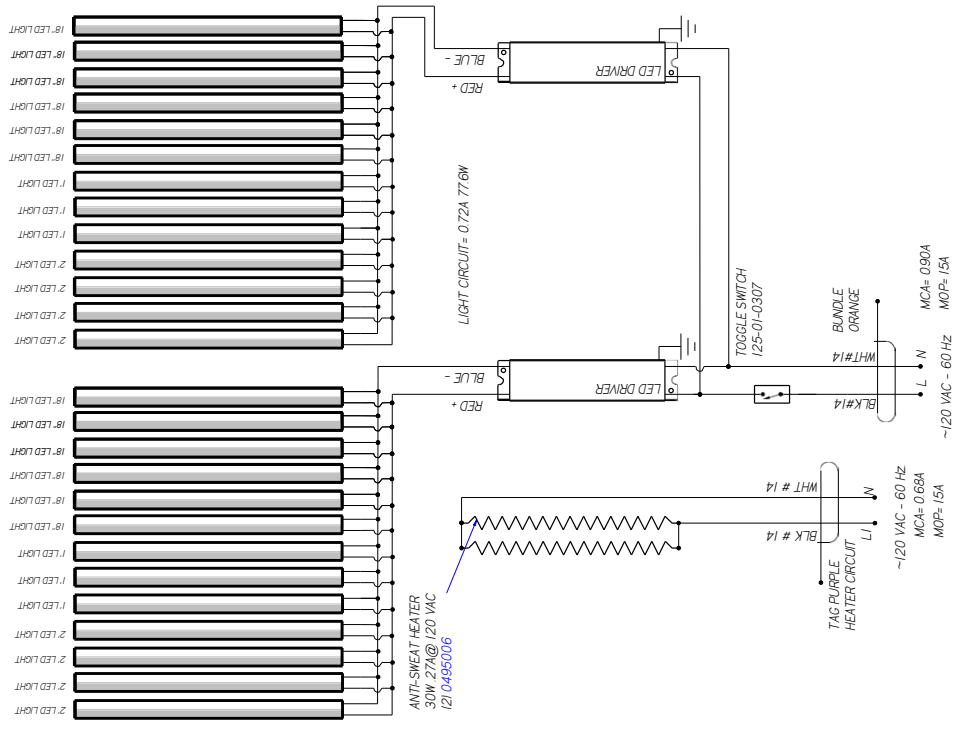 18" LED LIGHT
18" LED LIGHT
18" LED LIGHT
18" LED LIGHT
18" LED LIGHT
18" LED LIGHT
1' LED LIGHT
1' LED LIGHT
1' LED LIGHT
2' LED LIGHT
2' LED LIGHT
2' LED LIGHT
2' LED LIGHT
BLUE -
RED +
LED DRIVER
LIGHT CIRCUIT= 0.72A 77.6W
TOGGLE SWITCH
125-01-0307
BUNDLE
ORANGE
MCA= 0.90A
MOP= 15A
WHT#14
N
BLK#14
L
~120 VAC - 60 Hz
BLUE -
RED +
LED DRIVER
18" LED LIGHT
18" LED LIGHT
18" LED LIGHT
18" LED LIGHT
18" LED LIGHT
18" LED LIGHT
1' LED LIGHT
1' LED LIGHT
1' LED LIGHT
2' LED LIGHT
2' LED LIGHT
2' LED LIGHT
2' LED LIGHT
WHT # 14
N
BLK # 14
L1
~120 VAC - 60 Hz
MCA= 0.68A
MOP= 15A
TAG PURPLE
HEATER CIRCUIT
ANTI-SWEAT HEATER
30W .27A@ 120 VAC
121 0495006